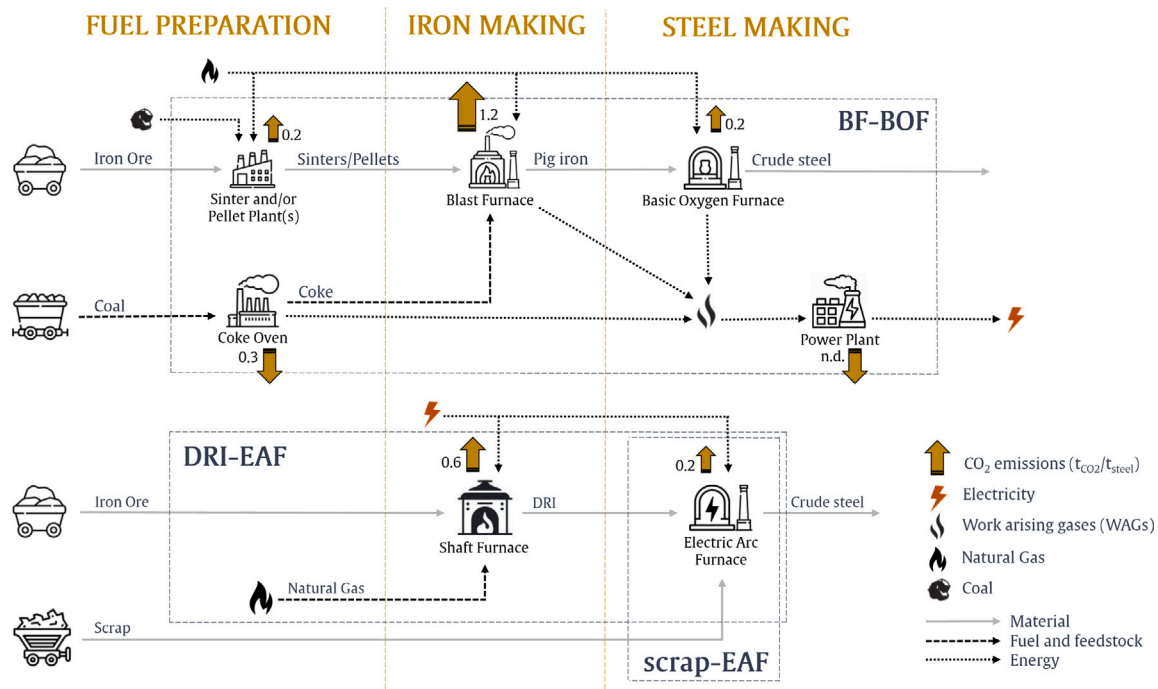 FUEL PREPARATION
IRON MAKING
STEEL MAKING
1.2
0.2
0.2
BF-BOF
Iron Ore
Sinters/Pellets
Pig iron
Crude steel
Sinter and/or
Pellet Plant(s)
Blast Furnace
Basic Oxygen Furnace
Coal
Coke
Coke Oven
0.3
Power Plant
n.d.
DRI-EAF
0.6
0.2
CO2 emissions (tCO2/tsteel)
Iron Ore
DRI
Crude steel
Electricity
Work arising gases (WAGs)
Shaft Furnace
Electric Arc
Furnace
Natural Gas
Natural Gas
Coal
Scrap
Material
Fuel and feedstock
Energy
scrap-EAF